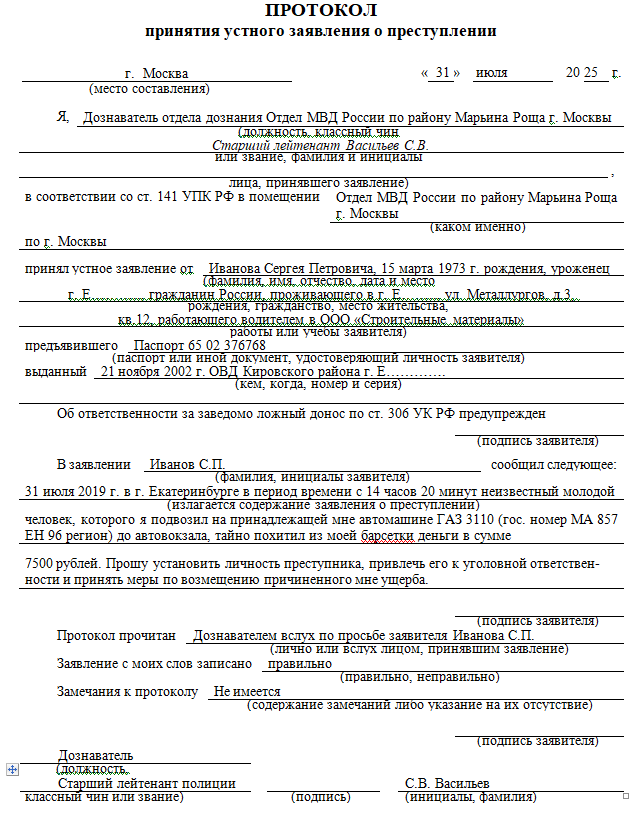 ПРОТОКОЛ
принятия устного заявления о преступлении
г. Москва « 31 » июля 20 25 г.
(место составления)
Я, Дознаватель отдела дознания Отдел МВД России по району Марьина Роща г. Москвы
(должность, классный чин
Старший лейтенант Васильев С.В.
или звание, фамилия и инициалы
,
лица, принявшего заявление)
в соответствии со ст. 141 УПК РФ в помещении Отдел МВД России по району Марьина Роща
г. Москвы
(каком именно)
по г. Москвы
принял устное заявление от Иванова Сергея Петровича, 15 марта 1973 г. рождения, уроженец
(фамилия, имя, отчество, дата и место
г. Е............... гражданин России, проживающего в г. Е........... ул. Металлургов, д.3,
рождения, гражданство, место жительства,
кв.12, работающего водителем в ООО «Строительные материалы»
работы или учебы заявителя)
предъявившего Паспорт 65 02 376768
(паспорт или иной документ, удостоверяющий личность заявителя)
выданный 21 ноября 2002 г. ОВД Кировского района г. Е………….
(кем, когда, номер и серия)
Об ответственности за заведомо ложный донос по ст. 306 УК РФ предупрежден
(подпись заявителя)
В заявлении Иванов С.П. сообщил следующее:
(фамилия, инициалы заявителя)
31 июля 2019 г. в г. Екатеринбурге в период времени с 14 часов 20 минут неизвестный молодой
(излагается содержание заявления о преступлении)
человек, которого я подвозил на принадлежащей мне автомашине ГАЗ 3110 (гос. номер МА 857
ЕН 96 регион) до автовокзала, тайно похитил из моей барсетки деньги в сумме
7500 рублей. Прошу установить личность преступника, привлечь его к уголовной ответствен-
ности и принять меры по возмещению причиненного мне ущерба.
(подпись заявителя)
Протокол прочитан Дознавателем вслух по просьбе заявителя Иванова С.П.
(лично или вслух лицом, принявшим заявление)
Заявление с моих слов записано правильно
(правильно, неправильно)
Замечания к протоколу Не имеется
(содержание замечаний либо указание на их отсутствие)
(подпись заявителя)
Дознаватель
(должность,
Старший лейтенант полиции С.В. Васильев
классный чин или звание) (подпись) (инициалы, фамилия)